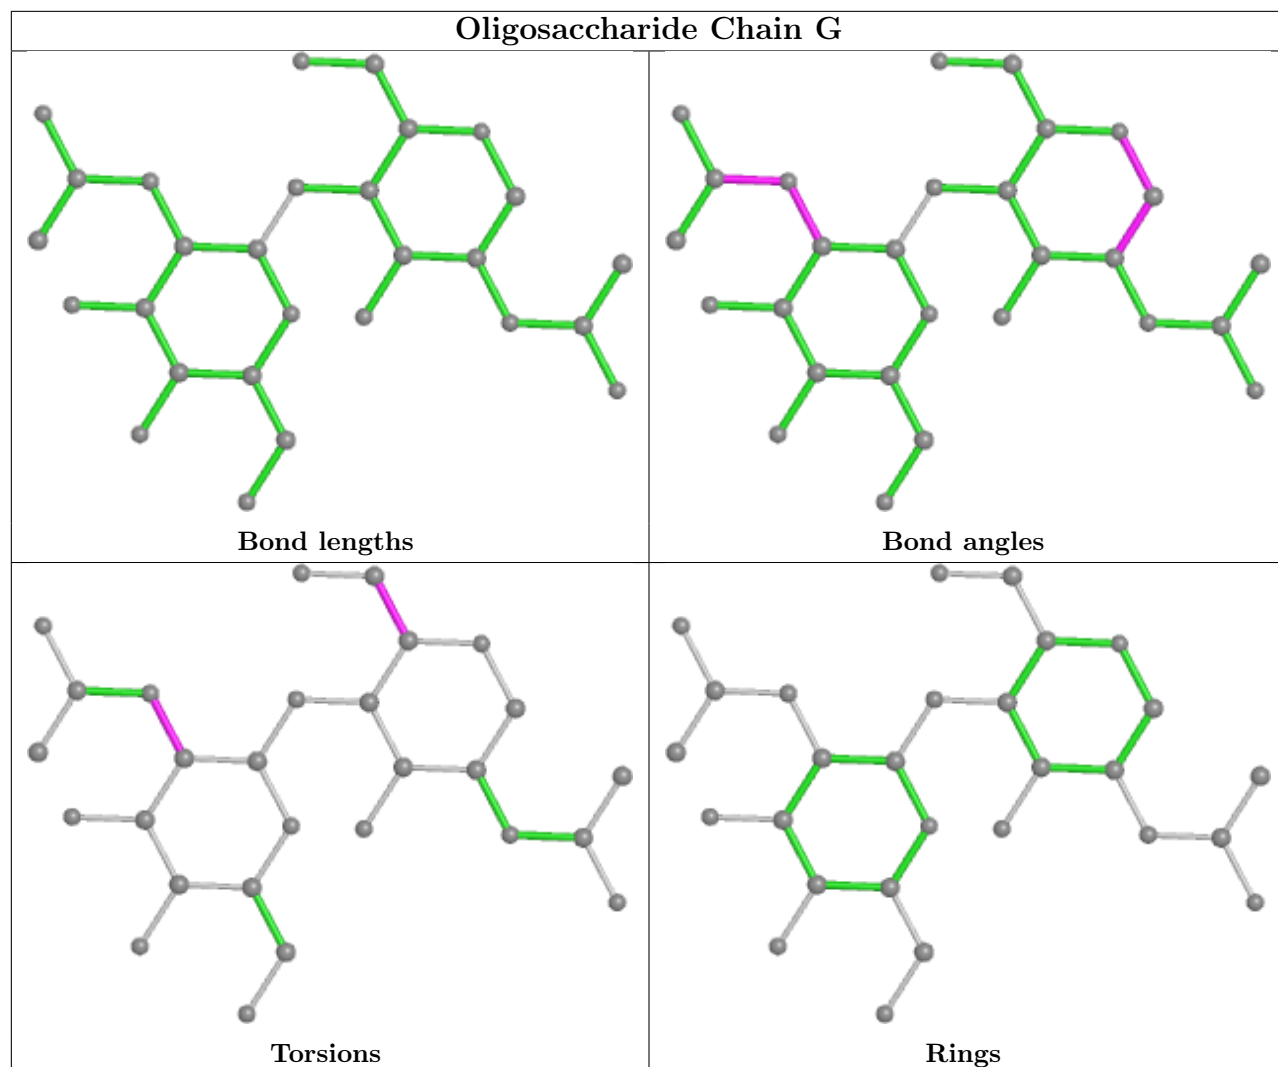 Oligosaccharide Chain G
Bond lengths
Bond angles
Torsions
Rings